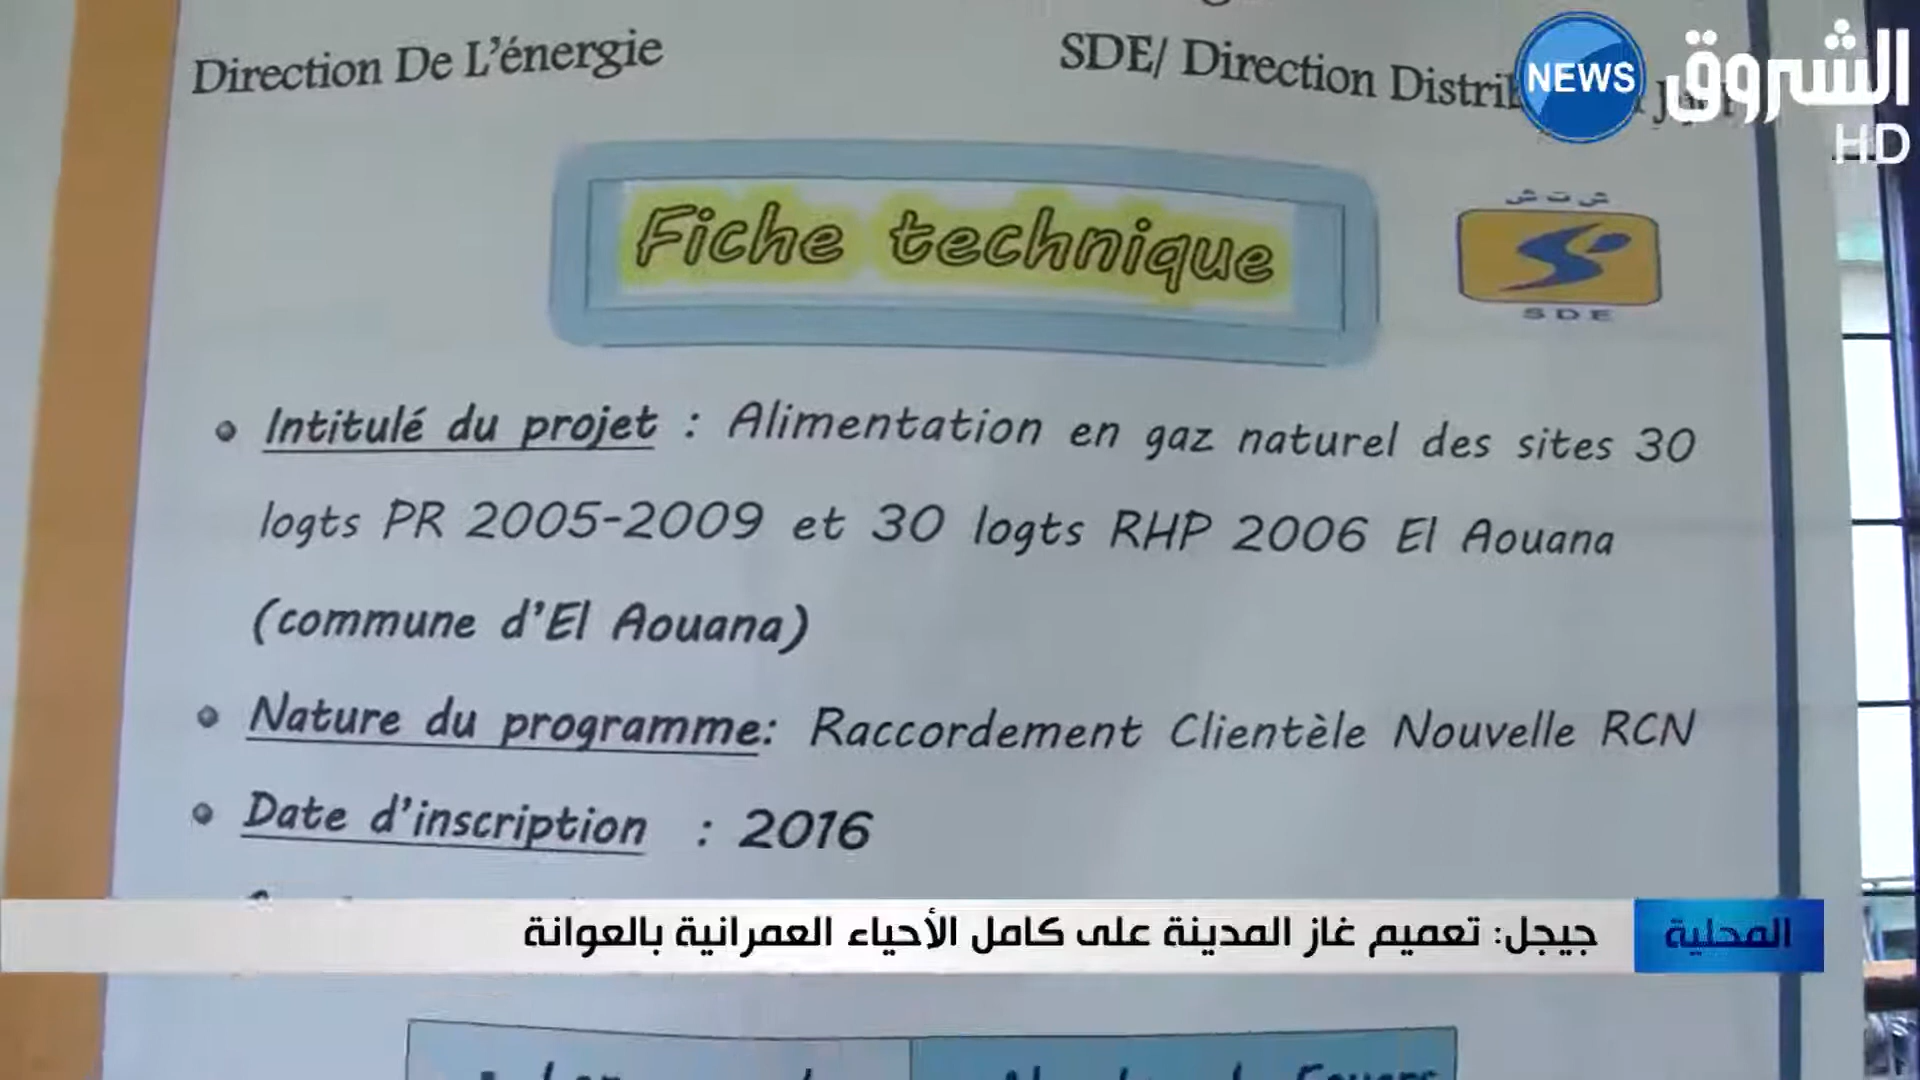 Direction De L'énergie
SDE/ Direction
NEWS
الشروق
HD
Fiche technique
ش ت ش
SDE
Intitulé du projet : Alimentation en gaz naturel des sites 30
logts PR 2005-2009 et 30 logts RHP 2006 El Aouana
(commune d'El Aouana)
Nature du programme: Raccordement Clientèle Nouvelle RCN
Date d'inscription : 2016
المحلية
جيجل: تعميم غاز المدينة على كامل الأحياء العمرانية بالعوانة